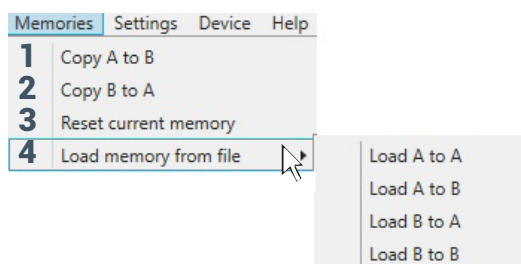 Memories Settings Device Help
1 Copy A to B
2 Copy B to A
3 Reset current memory
4 Load memory from file
Load A to A
Load A to B
Load B to A
Load B to B